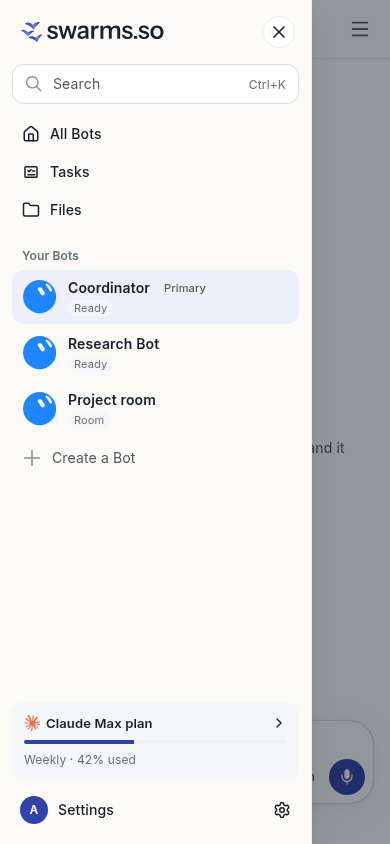 swarms.so
Search Ctrl+K
All Bots
Tasks
Files
Your Bots
Coordinator Primary
Ready
Research Bot
Ready
Project room
Room
and it
Create a Bot
Claude Max plan
Weekly · 42% used
A Settings